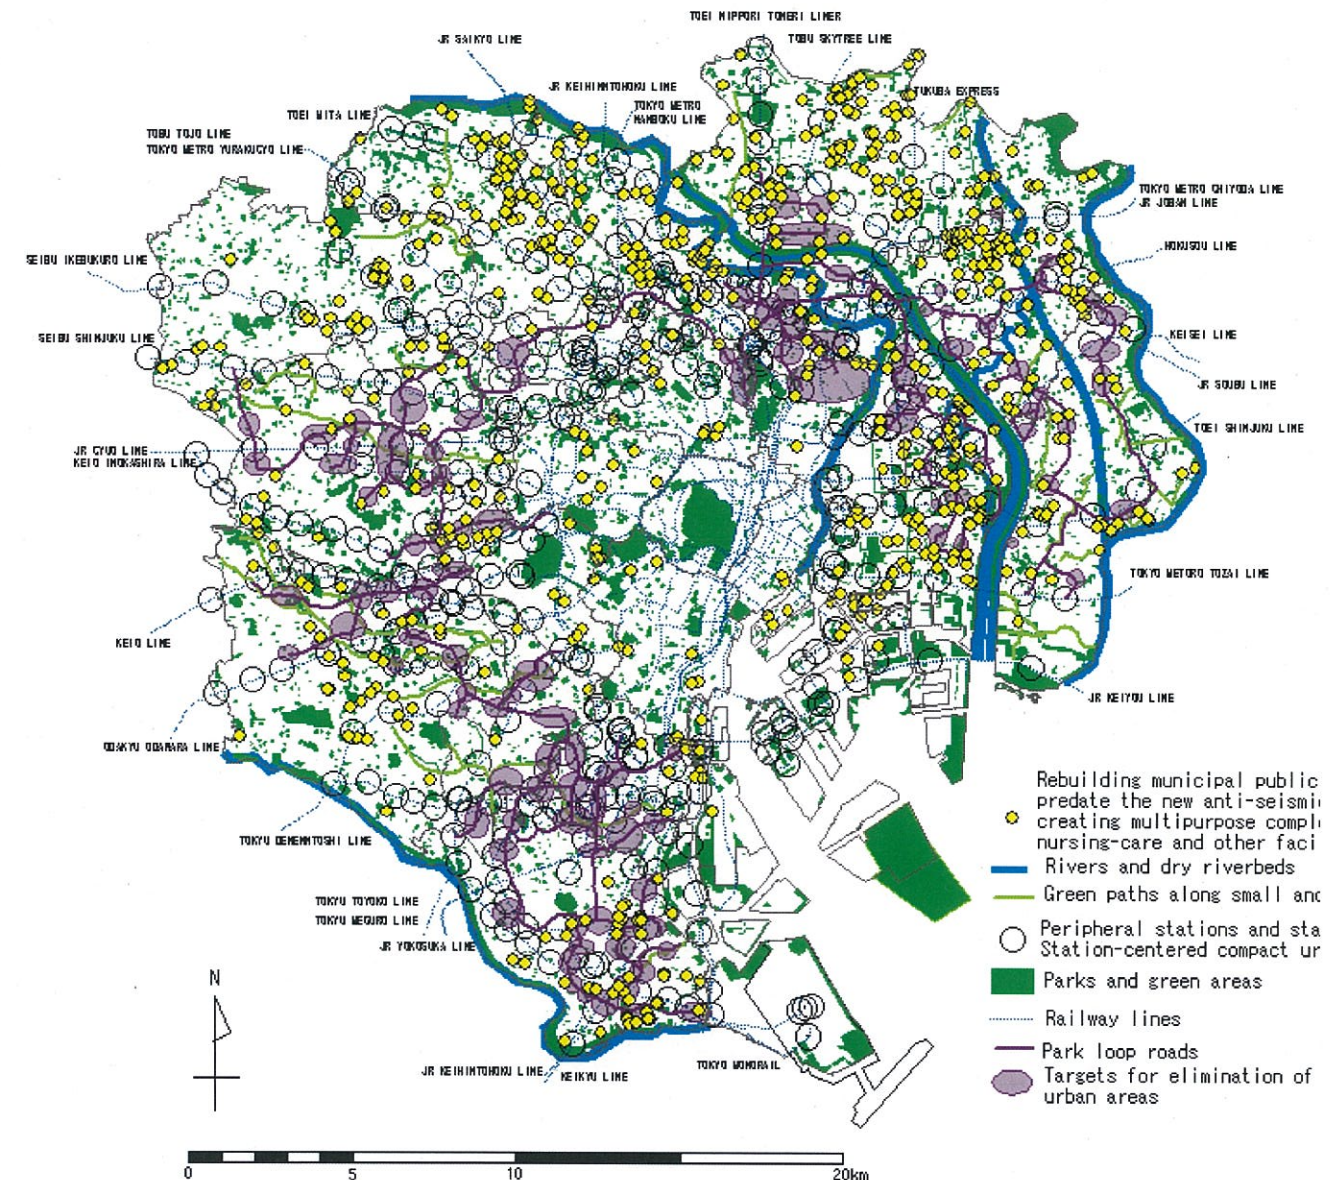 TOEI NIPPORI TONERI LINER
JR SAIKYO LINE
TOBU SKYTREE LINE
JR KEIHINNTOHOKU LINE
TUKUBA EXPRESS
TOKYO METRO
NANBOKU LINE
TOEI MITA LINE
TOBU TOJO LINE
TOKYO METRO YURAKUCYO LINE
TOKYO METRO CHIYODA LINE
JR JOBAN LINE
HOKUSOU LINE
SEIBU IKEBUKURO LINE
SEIBU SHINJUKU LINE
KEISEI LINE
JR SOUBU LINE
TOEI SHINJUKU LINE
JR CYUO LINE
KEIO INOKASHIRA LINE
TOKYO METORO TOZAI LINE
KEIO LINE
JR KEIYOU LINE
ODAKYU ODAWARA LINE
TOKYU DENENNTOSHI LINE
TOKYU TOYOKO LINE
TOKYU MEGURO LINE
JR YOKOSUKA LINE
JR KEIHINTOHOKU LINE
KEIKYU LINE
TOKYO MONORAIL
Rebuilding municipal public
predate the new anti-seismi
creating multipurpose compl
nursing-care and other faci
Rivers and dry riverbeds
Green paths along small and
Peripheral stations and sta
Station-centered compact ur
Parks and green areas
Railway lines
Park loop roads
Targets for elimination of
urban areas
N
0 5 10 20km